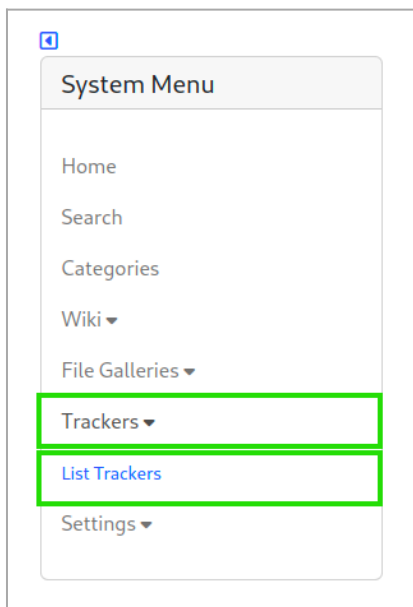 System Menu
Home
Search
Categories
Wiki
File Galleries
Trackers
List Trackers
Settings